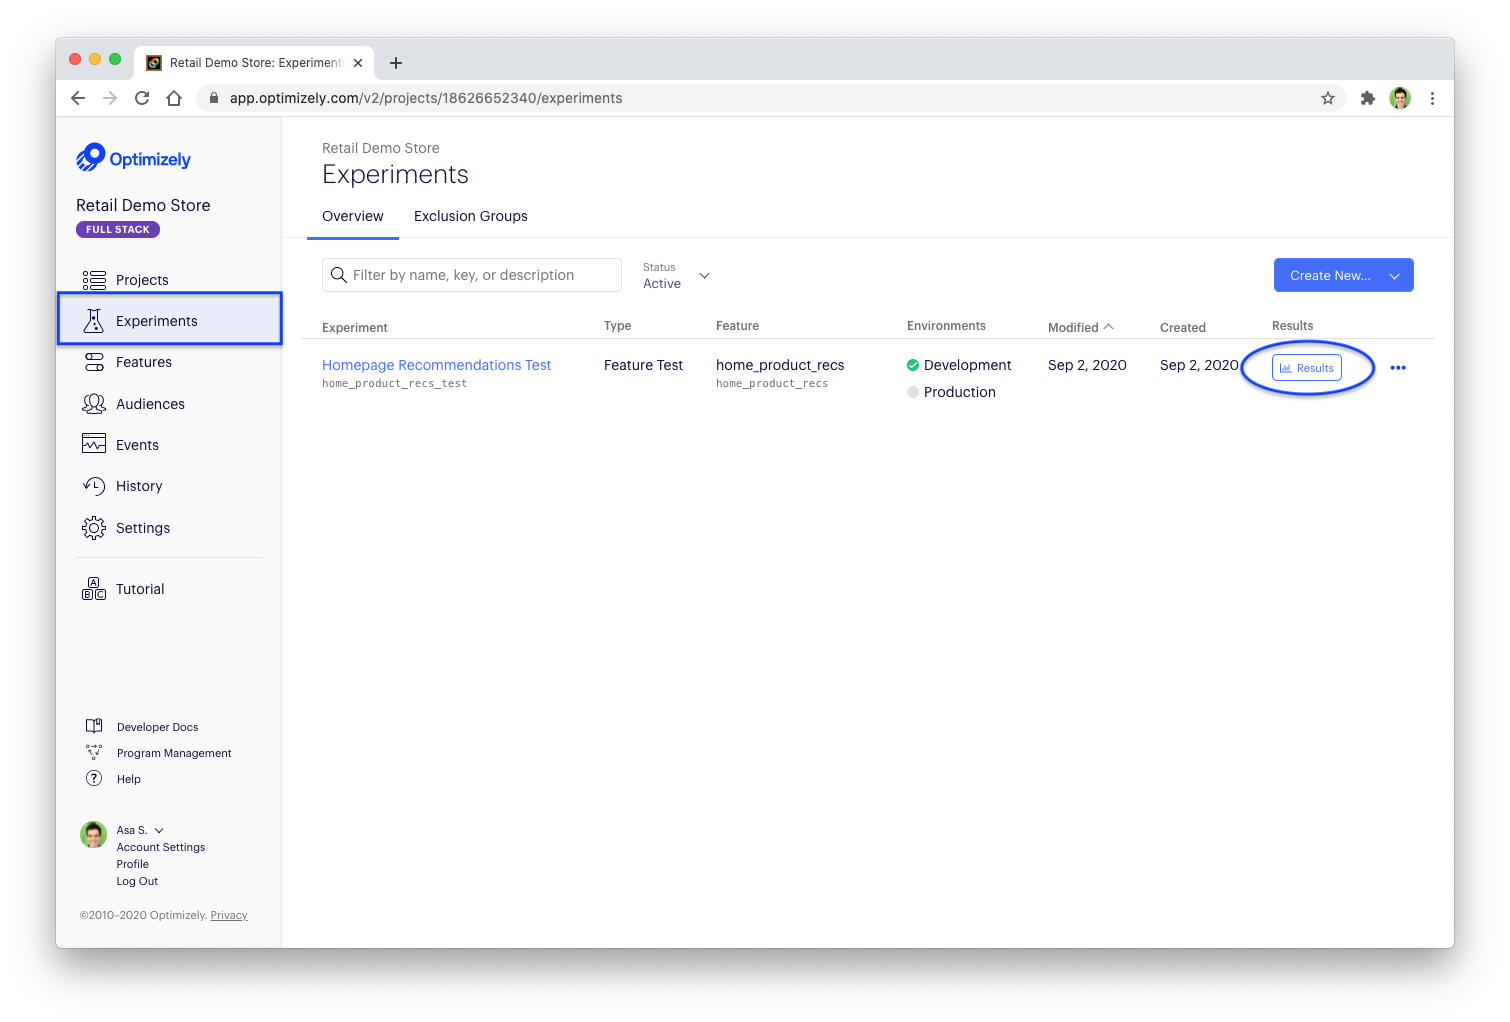 Retail Demo Store: Experiment
app.optimizely.com/v2/projects/18626652340/experiments
Optimizely
Retail Demo Store
FULL STACK
Projects
Experiments
Features
Audiences
Events
History
Settings
A
B C
Tutorial
Developer Docs
Program Management
? Help
Asa S.
Account Settings
Profile
Log Out
©2010–2020 Optimizely. Privacy
Retail Demo Store
Experiments
Overview Exclusion Groups
Filter by name, key, or description
Status
Active
Create New...
Experiment Type Feature Environments Modified Created Results
Homepage Recommendations Test Feature Test home_product_recs Development Sep 2, 2020 Sep 2, 2020 Results
home_product_recs_test home_product_recs
Production